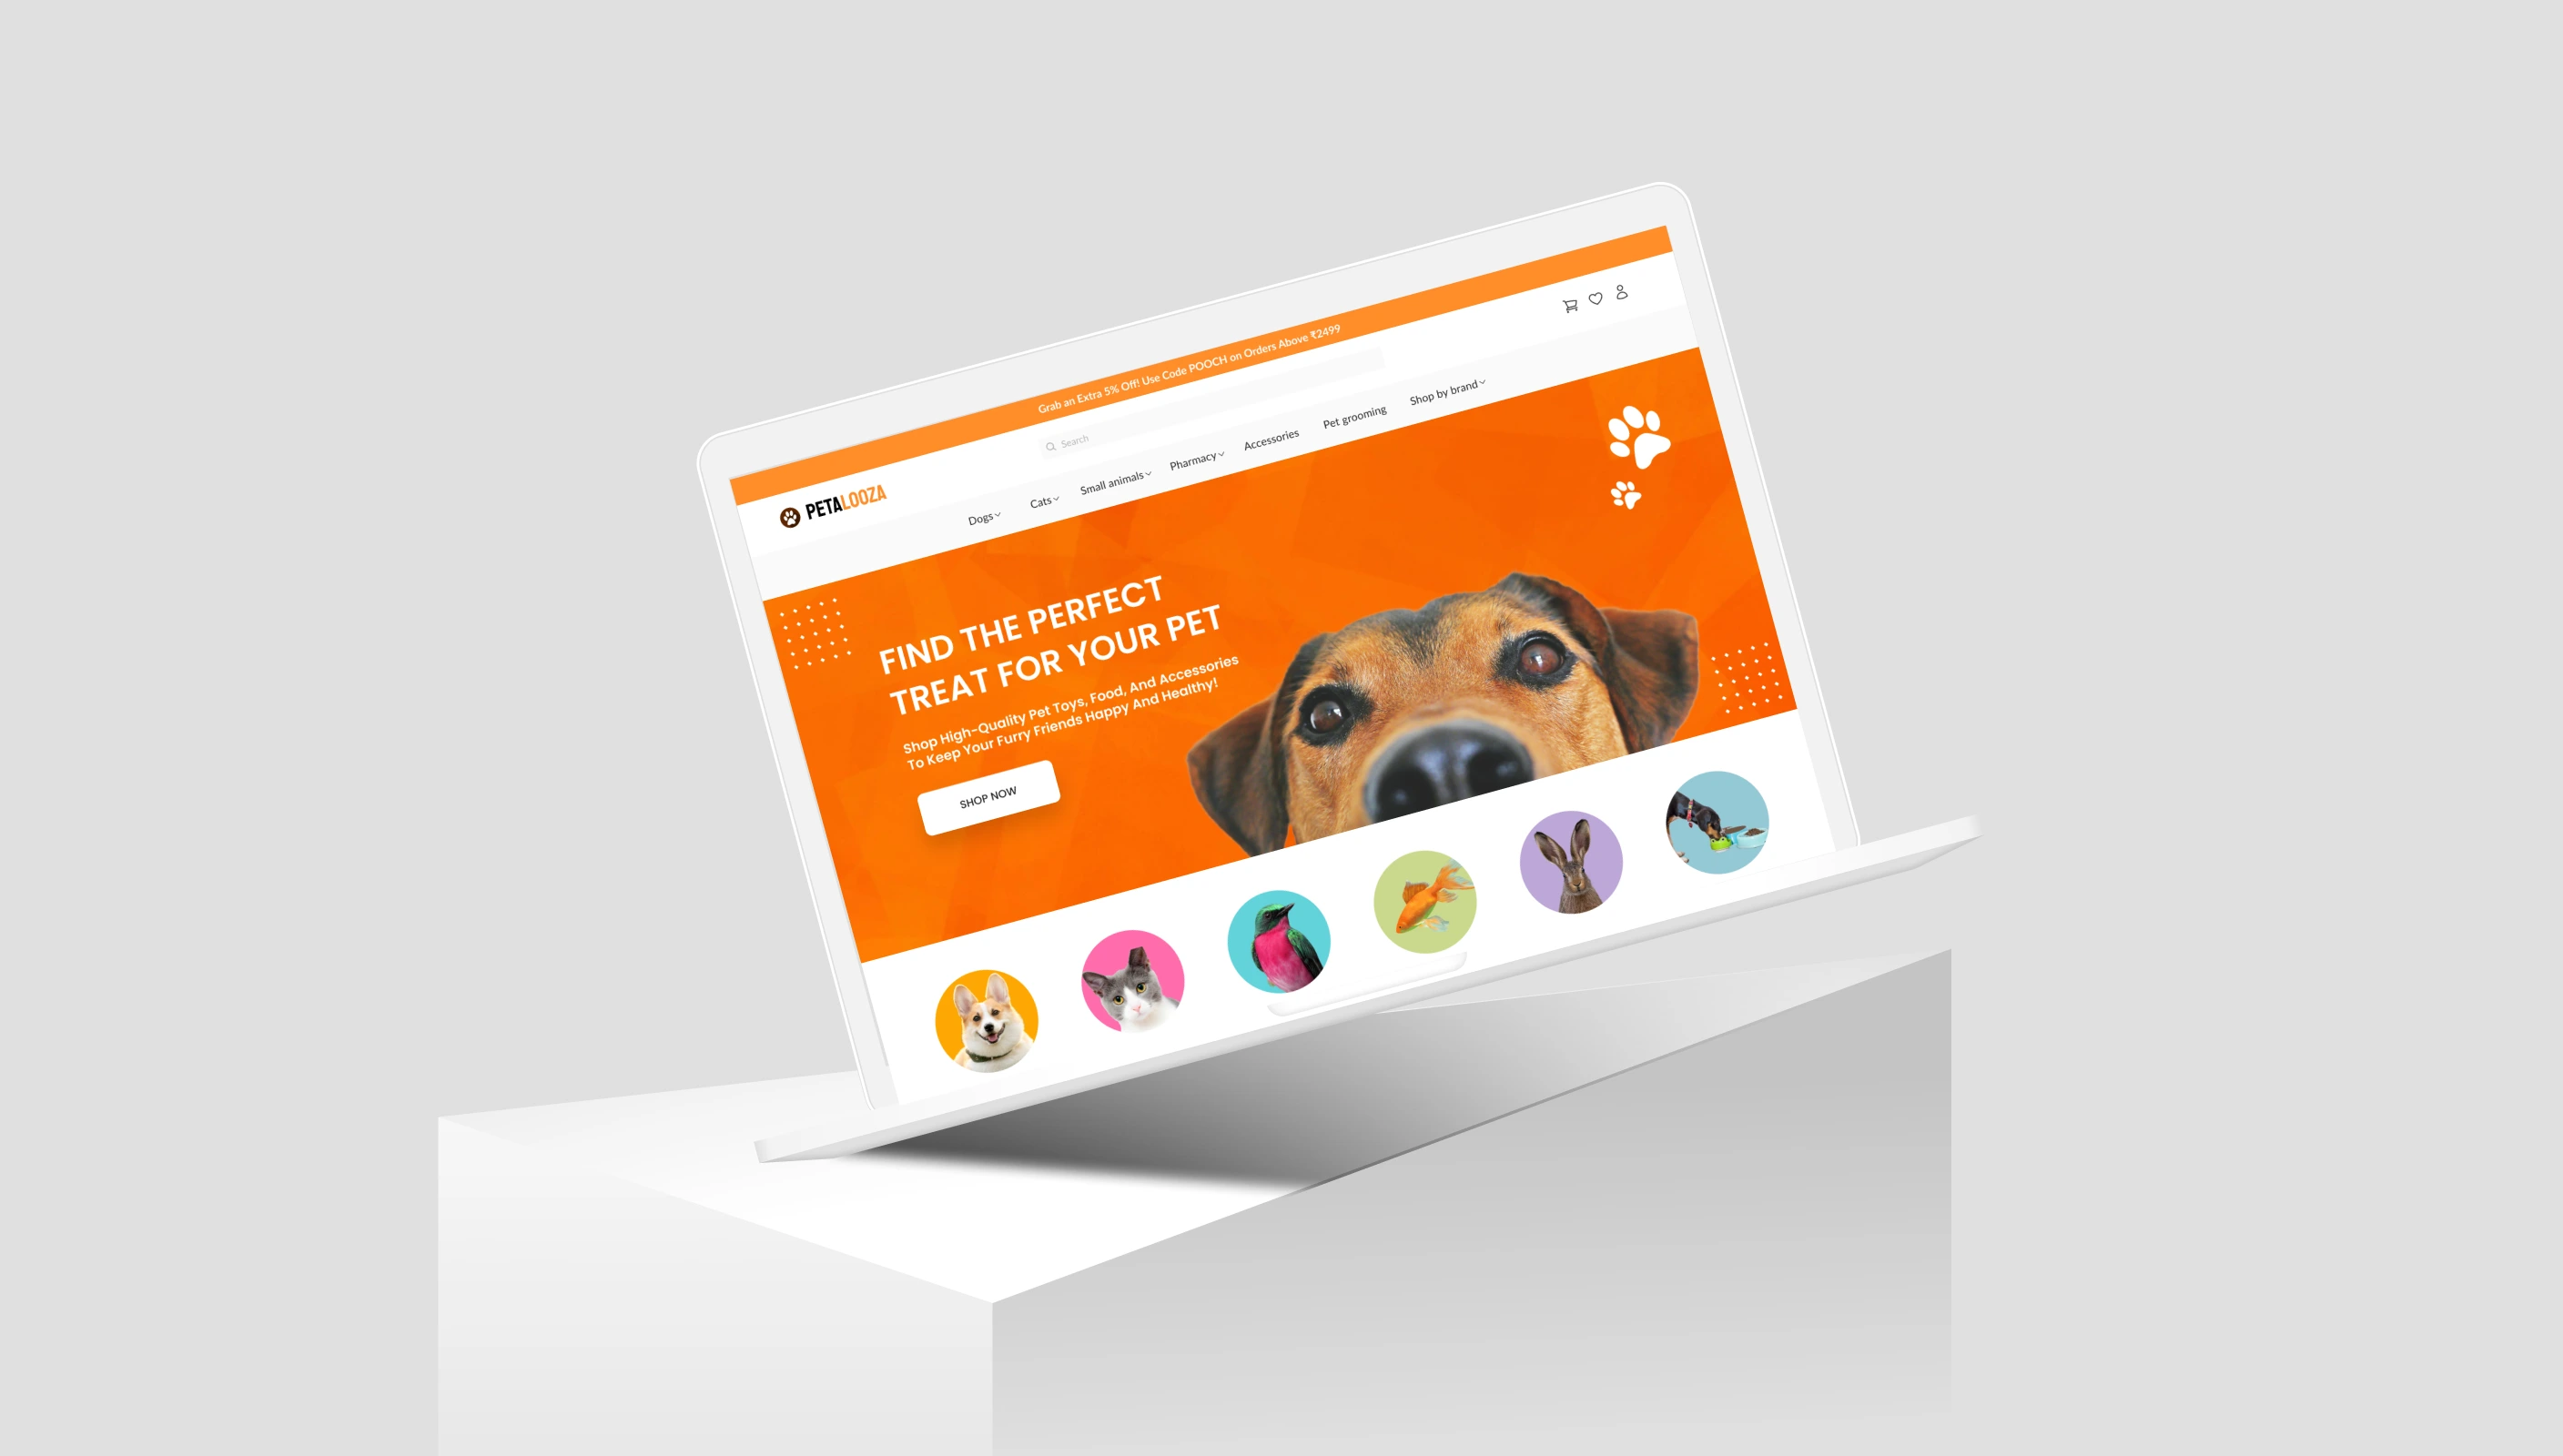 Grab an Extra 5% Off! Use Code POOCH on Orders Above ₹2499
PETALOOZA
Search
Dogs
Cats
Small animals
Pharmacy
Accessories
Pet grooming
Shop by brand
FIND THE PERFECT
TREAT FOR YOUR PET
Shop High-Quality Pet Toys, Food, And Accessories
To Keep Your Furry Friends Happy And Healthy!
SHOP NOW